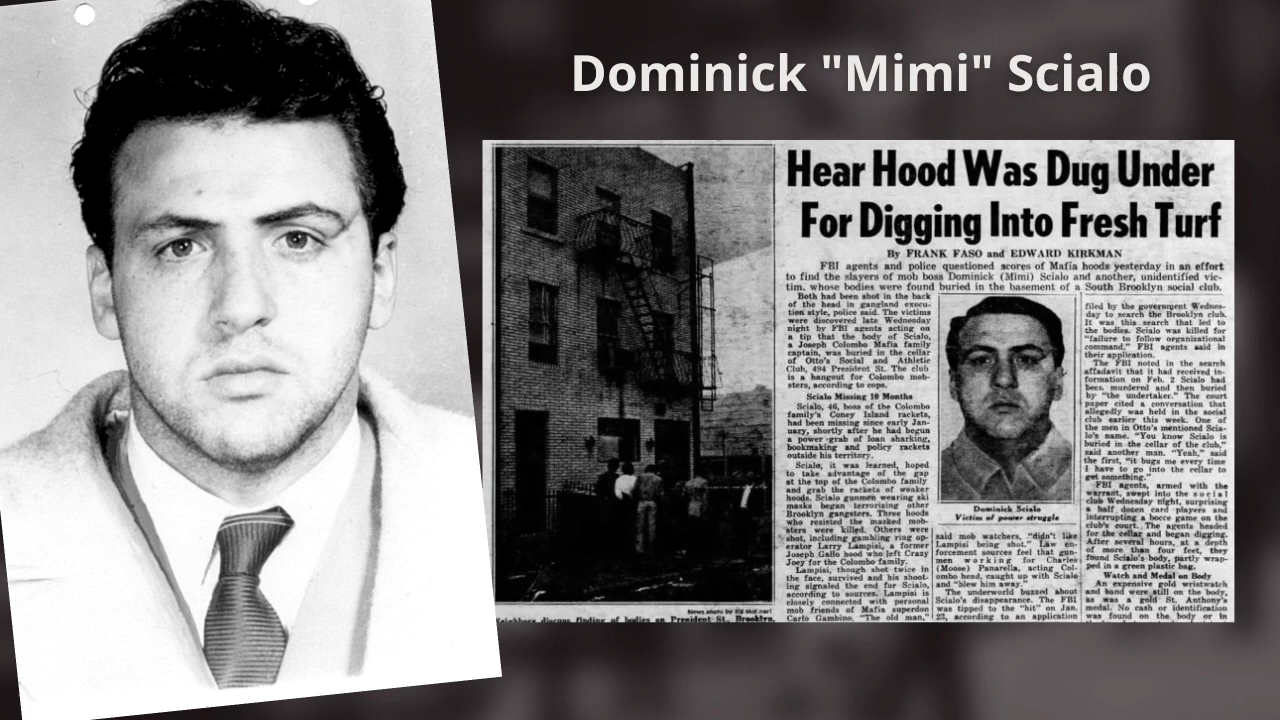 Dominick "Mimi" Scialo
Hear Hood Was Dug Under
For Digging Into Fresh Turf
By FRANK FASO and EDWARD KIRKMAN
FBI agents and police questioned scores of Mafia hoods yesterday in an effort
to find the slayers of mob boss Dominick (Mimi) Scialo and another, unidentified vic-
tim, whose bodies were found buried in the basement of a South Brooklyn social club.
Both had been shot in the back
of the head in gangland execu-
tion style, police said. The victims
were discovered late Wednesday
night by FBI agents acting on
a tip that the body of Scialo,
a Joseph Colombo Mafia family
captain, was buried in the cellar
of Otto's Social and Athletic
Club, 494 President St. The club
is a hangout for Colombo mob-
sters, according to cops.
Scialo Missing 10 Months
Scialo, 46, boss of the Colombo
family's Coney Island rackets,
had been missing since early Jan-
uary, shortly after he had begun
a power-grab of loan sharking,
bookmaking and policy rackets
outside his territory.
Scialo, it was learned, hoped
to take advantage of the gap
at the top of the Colombo family
and grab the rackets of weaker
hoods. Scialo gunmen wearing ski
masks began terrorising other
Brooklyn gangsters. Three hoods
who resisted the masked mob-
sters were killed. Others were
shot, including gambling ring op-
erator Larry Lampisi, a former
Joseph Gallo hood who left Crazy
Joey for the Colombo family.
Lampisi, though shot twice in
the face, survived and his shoot-
ing signaled the end for Scialo,
according to sources. Lampisi is
closely connected with personal
mob friends of Mafia superdon
Carlo Gambino. "The old man,"
Dominick Scialo
Victim of power struggle
said mob watchers, "didn't like
Lampisi being shot." Law en-
forcement sources feel that gun-
men working for Charles
(Moose) Panarella, acting Col-
ombo head, caught up with Scialo
and "blew him away."
The underworld buzzed about
Scialo's disappearance. The FBI
was tipped to the "hit" on Jan.
23, according to an application
filed by the government Wednes-
day to search the Brooklyn club.
It was this search that led to
the bodies. Scialo was killed for
"failure to follow organizational
command," FBI agents said in
their application.
The FBI noted in the search
affadavit that it had received in-
formation on Feb. 2 Scialo had
been murdered and then buried
by "the undertaker." The court
paper cited a conversation that
allegedly was held in the social
club earlier this week. One of
the men in Otto's mentioned Scia-
lo's name. "You know Scialo is
buried in the cellar of the club,"
said another man. "Yeah," said
the first, "it bugs me every time
I have to go into the cellar to
get something."
FBI agents, armed with the
warrant, swept into the social
club Wednesday night, surprising
a half dozen card players and
interrupting a bocce game on the
club's court. The agents headed
for the cellar and began digging.
After several hours, at a depth
of more than four feet, they
found Scialo's body, partly wrap-
ped in a green plastic bag.
Watch and Medal on Body
An expensive gold wristwatch
and band were still on the body,
as was a gold St. Anthony's
medal. No cash or identification
was found on the body or in
News photo by
Neighbors discuss finding of bodies on President St., Brooklyn.